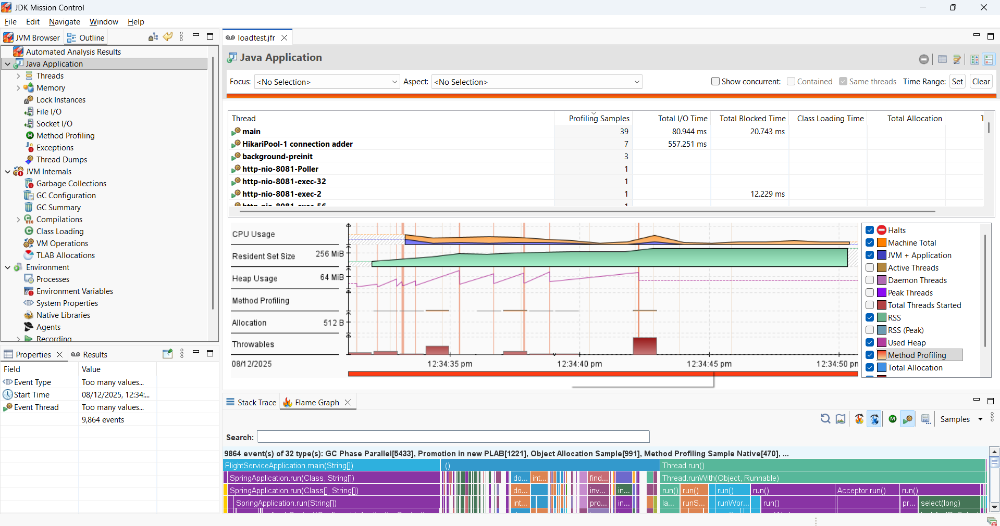 JDK Mission Control
File Edit Navigate Window Help
JVM Browser Outline
Automated Analysis Results
Java Application
Threads
Memory
Lock Instances
File I/O
Socket I/O
Method Profiling
Exceptions
Thread Dumps
JVM Internals
Garbage Collections
GC Configuration
GC Summary
Compilations
Class Loading
VM Operations
TLAB Allocations
Environment
Processes
Environment Variables
System Properties
Native Libraries
Agents
Recording
Properties Results
Field Value
Event Type Too many values...
Start Time 08/12/2025, 12:34:...
Event Thread Too many values...
9,864 events
loadtest.jfr
Java Application
Focus: <No Selection> Aspect: <No Selection> Show concurrent: Contained Same threads Time Range: Set Clear
Thread Profiling Samples Total I/O Time Total Blocked Time Class Loading Time Total Allocation
main 39 80.944 ms 20.743 ms
HikariPool-1 connection adder 7 557.251 ms
background-preinit 3
http-nio-8081-Poller 1
http-nio-8081-exec-32 1
http-nio-8081-exec-2 1 12.229 ms
http-nio-8081-exec-56 1
CPU Usage
Resident Set Size 256 MiB
Heap Usage 64 MiB
Method Profiling
Allocation 512 B
Throwables
08/12/2025 12:34:35 pm 12:34:40 pm 12:34:45 pm 12:34:50 pm
Halts
Machine Total
JVM + Application
Active Threads
Daemon Threads
Peak Threads
Total Threads Started
RSS
RSS (Peak)
Used Heap
Method Profiling
Total Allocation
Stack Trace Flame Graph
Samples
Search:
9864 event(s) of 32 type(s): GC Phase Parallel[5433], Promotion in new PLAB[1221], Object Allocation Sample[991], Method Profiling Sample Native[470], ...
FlightServiceApplication.main(String[]) .() Thread.run()
SpringApplication.run(Class, String[]) do... int... find... Thread.runWith(Object, Runnable)
SpringApplication.run(Class[], String[]) do... inv... in... run() run() run() run() Acceptor.run() run()
SpringApplication.run(String[]) int... pro... in... la... runS... runWor... run() pr... select(long)